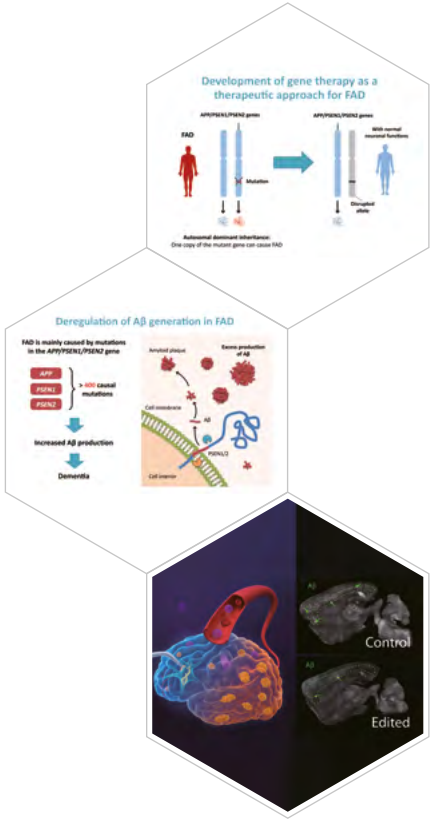 Development of gene therapy as a
therapeutic approach for FAD
APP/PSEN1/PSEN2 genes
APP/PSEN1/PSEN2 genes
FAD
With normal
neuronal functions
Mutation
Disrupted
allele
Autosomal dominant inheritance:
One copy of the mutant gene can cause FAD
Deregulation of Aβ generation in FAD
FAD is mainly caused by mutations
in the APP/PSEN1/PSEN2 gene
APP
PSEN1
PSEN2
> 400 causal
mutations
Increased Aβ production
Dementia
Amyloid plaque
Excess production
of Aβ
Cell membrane
Aβ
PSEN1/2
Cell interior
Aβ
Control
Aβ
Edited